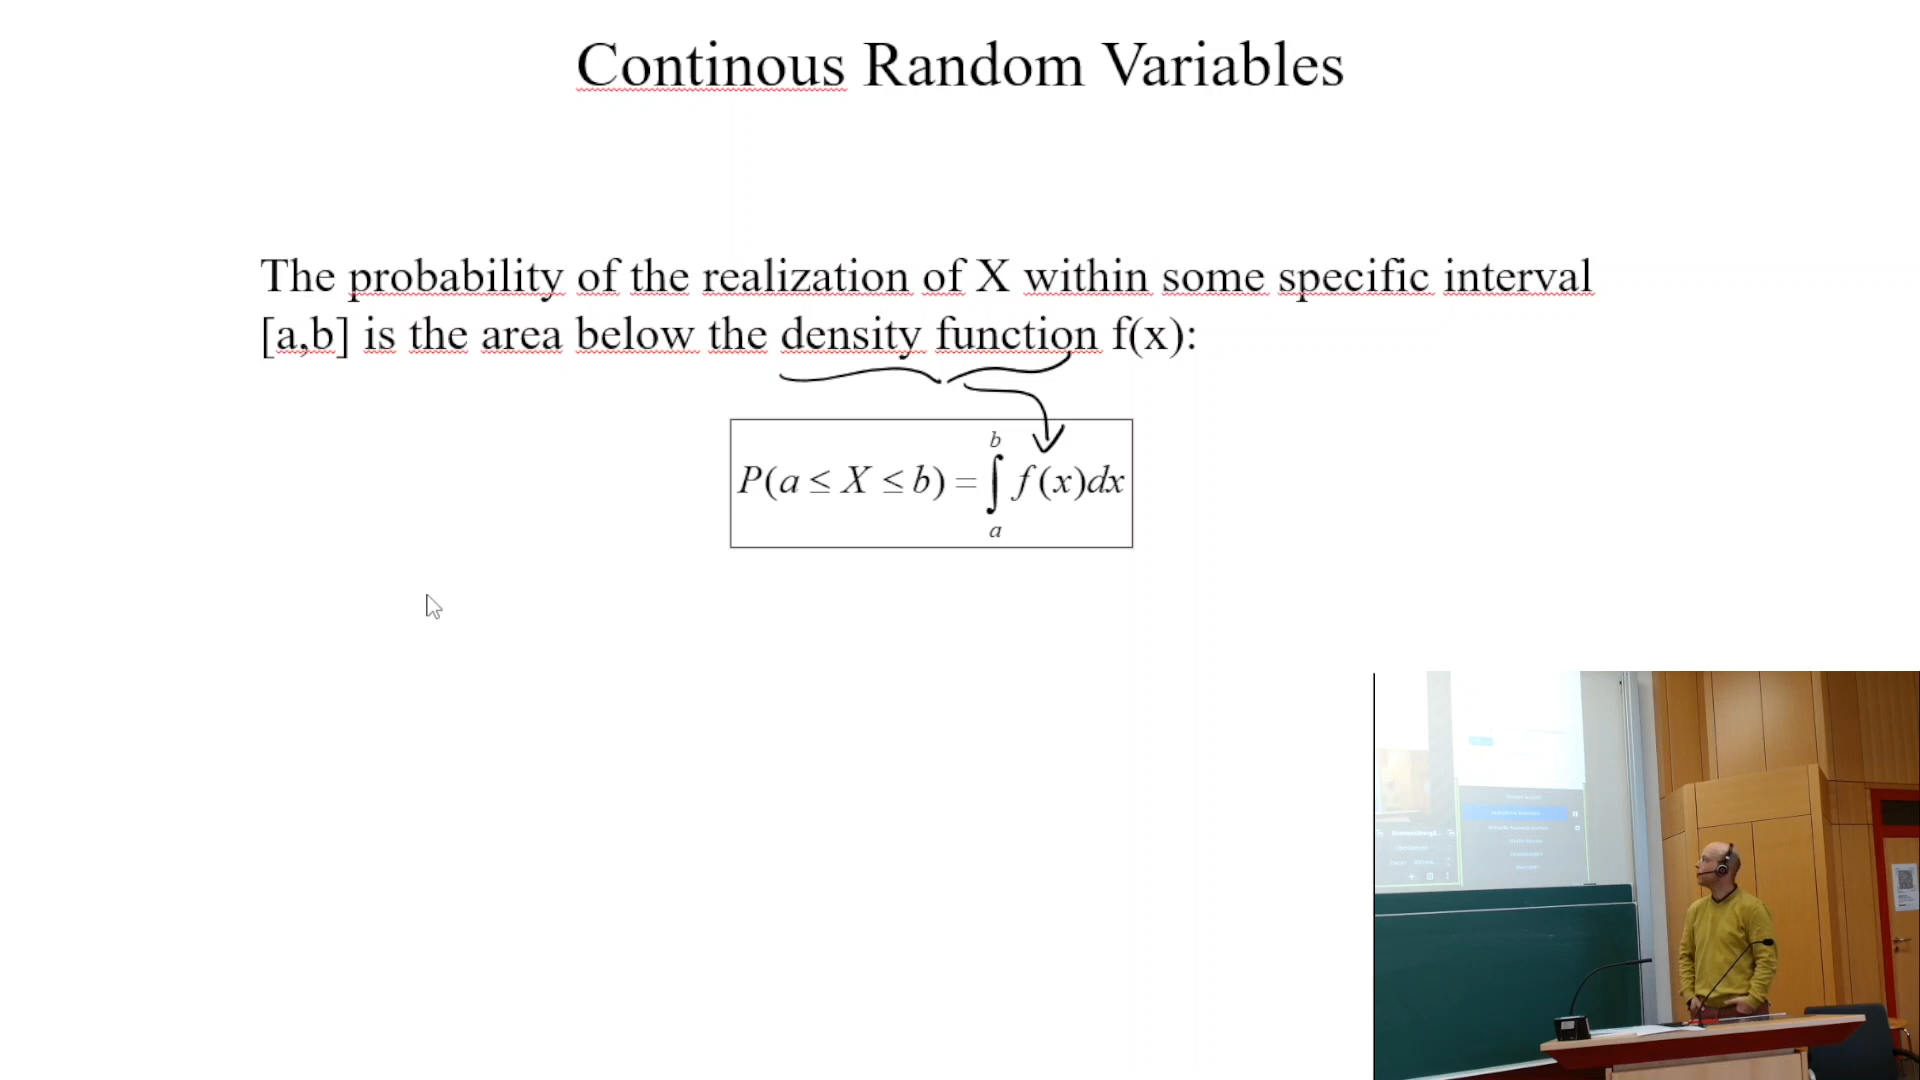 Continous Random Variables
The probability of the realization of X within some specific interval
[a,b] is the area below the density function f(x):
P(a ≤ X ≤ b) = ∫ₐᵇ f(x)dx